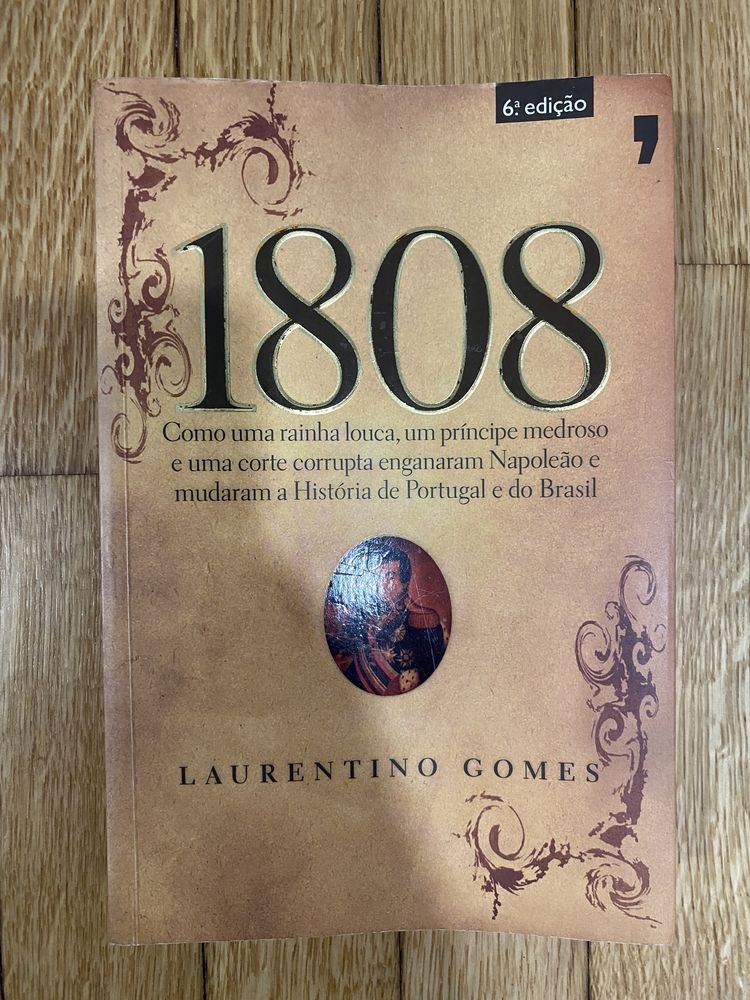 6.ª edição
1808
Como uma rainha louca, um príncipe medroso
e uma corte corrupta enganaram Napoleão e
mudaram a História de Portugal e do Brasil
LAURENTINO GOMES